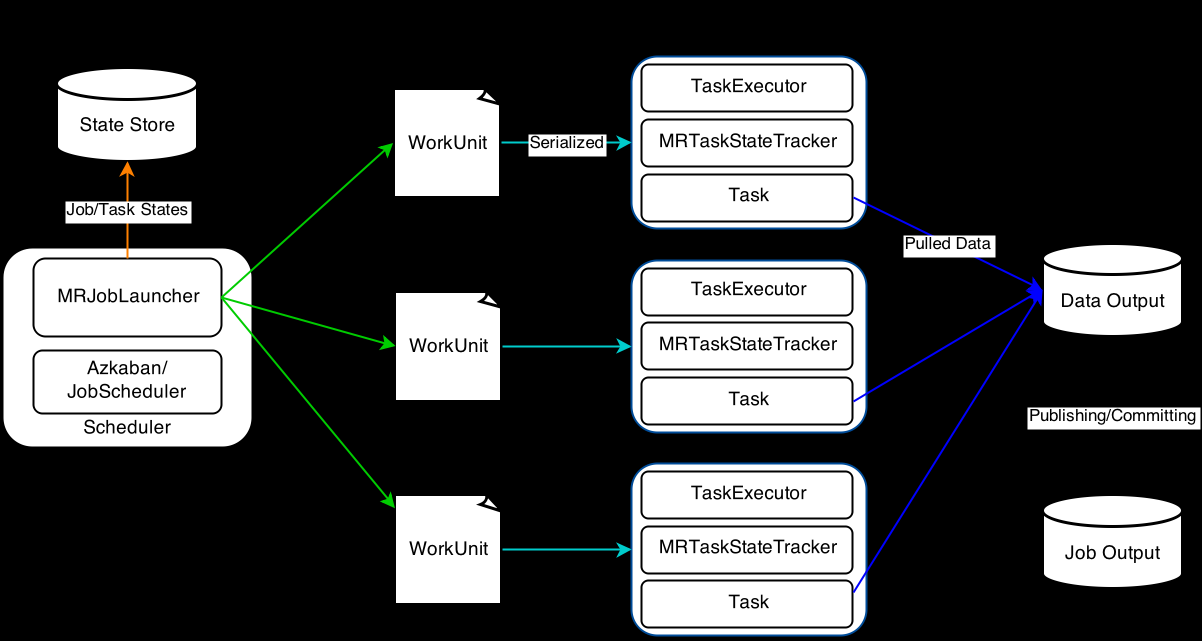 State Store
Job/Task States
MRJobLauncher
Azkaban/
JobScheduler
Scheduler
WorkUnit
Serialized
TaskExecutor
MRTaskStateTracker
Task
WorkUnit
TaskExecutor
MRTaskStateTracker
Task
WorkUnit
TaskExecutor
MRTaskStateTracker
Task
Pulled Data
Data Output
Publishing/Committing
Job Output